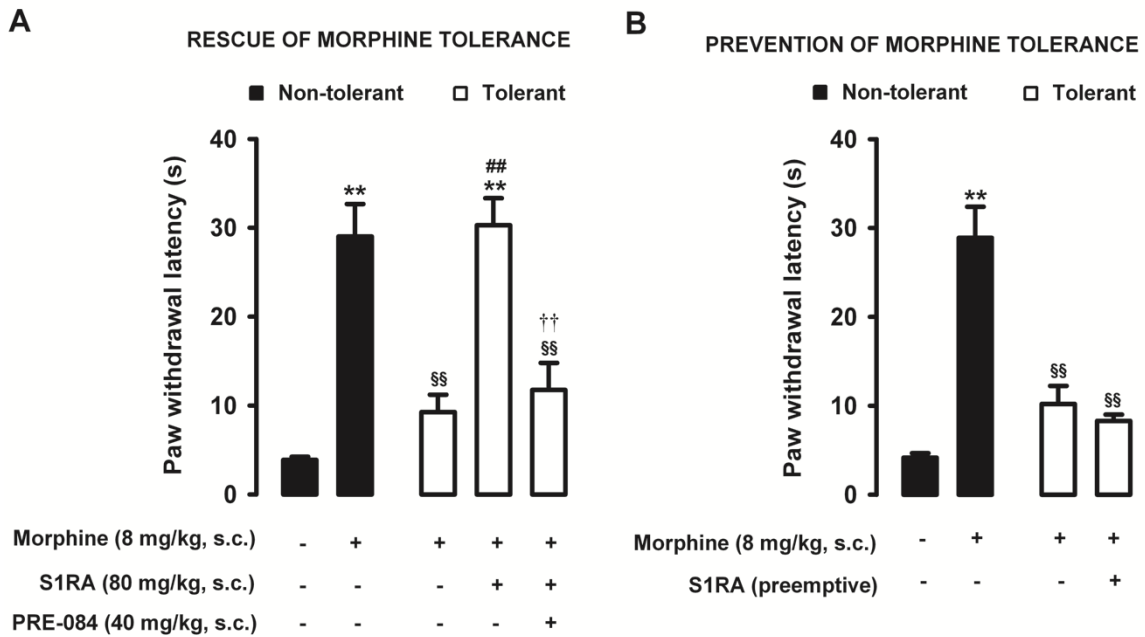 A
RESCUE OF MORPHINE TOLERANCE
■ Non-tolerant □ Tolerant
Paw withdrawal latency (s)
40
30
20
10
0
**
§§
##
**
††
§§
Morphine (8 mg/kg, s.c.) - + + + +
S1RA (80 mg/kg, s.c.) - - - + +
PRE-084 (40 mg/kg, s.c.) - - - - +
B
PREVENTION OF MORPHINE TOLERANCE
■ Non-tolerant □ Tolerant
Paw withdrawal latency (s)
40
30
20
10
0
**
§§
§§
Morphine (8 mg/kg, s.c.) - + + +
S1RA (preemptive) - - - +